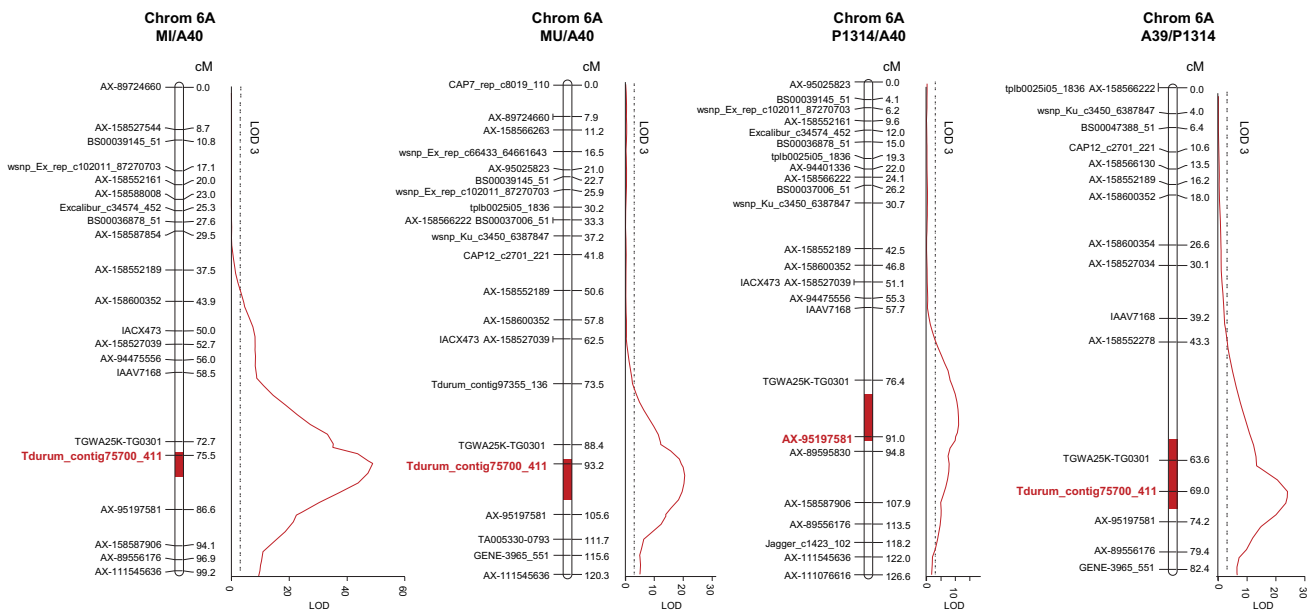 Chrom 6A
MI/A40
cM
AX-89724660 0.0
AX-158527544 8.7
BS00039145_51 10.8
wsnp_Ex_rep_c102011_87270703 17.1
AX-158552161 20.0
AX-158588008 23.0
Excalibur_c34574_452 25.3
BS00036878_51 27.6
AX-158587854 29.5
AX-158552189 37.5
AX-158600352 43.9
IACX473 50.0
AX-158527039 52.7
AX-94475556 56.0
IAAV7168 58.5
TGWA25K-TG0301 72.7
Tdurum_contig75700_411 75.5
AX-95197581 86.6
AX-158587906 94.1
AX-89556176 96.9
AX-111545636 99.2
LOD 3
0 20 40 60
LOD
Chrom 6A
MU/A40
cM
CAP7_rep_c8019_110 0.0
AX-89724660 7.9
AX-158566263 11.2
wsnp_Ex_rep_c66433_64661643 16.5
AX-95025823 21.0
BS00039145_51 22.7
wsnp_Ex_rep_c102011_87270703 25.9
tplb0025i05_1836 30.2
AX-158566222 BS00037006_51 33.3
wsnp_Ku_c3450_6387847 37.2
CAP12_c2701_221 41.8
AX-158552189 50.6
AX-158600352 57.8
IACX473 AX-158527039 62.5
Tdurum_contig97355_136 73.5
TGWA25K-TG0301 88.4
Tdurum_contig75700_411 93.2
AX-95197581 105.6
TA005330-0793 111.7
GENE-3965_551 115.6
AX-111545636 120.3
LOD 3
0 10 20 30
LOD
Chrom 6A
P1314/A40
cM
AX-95025823 0.0
BS00039145_51 4.1
wsnp_Ex_rep_c102011_87270703 6.2
AX-158552161 9.6
Excalibur_c34574_452 12.0
BS00036878_51 15.0
tplb0025i05_1836 19.3
AX-94401336 22.0
AX-158566222 24.1
BS00037006_51 26.2
wsnp_Ku_c3450_6387847 30.7
AX-158552189 42.5
AX-158600352 46.8
IACX473 AX-158527039 51.1
AX-94475556 55.3
IAAV7168 57.7
TGWA25K-TG0301 76.4
AX-95197581 91.0
AX-89595830 94.8
AX-158587906 107.9
AX-89556176 113.5
Jagger_c1423_102 118.2
AX-111545636 122.0
AX-111076616 126.6
LOD 3
0 10
LOD
Chrom 6A
A39/P1314
cM
tplb0025i05_1836 AX-158566222 0.0
wsnp_Ku_c3450_6387847 4.0
BS00047388_51 6.4
CAP12_c2701_221 10.6
AX-158566130 13.5
AX-158552189 16.2
AX-158600352 18.0
AX-158600354 26.6
AX-158527034 30.1
IAAV7168 39.2
AX-158552278 43.3
TGWA25K-TG0301 63.6
Tdurum_contig75700_411 69.0
AX-95197581 74.2
AX-89556176 79.4
GENE-3965_551 82.4
LOD 3
0 10 20 30
LOD